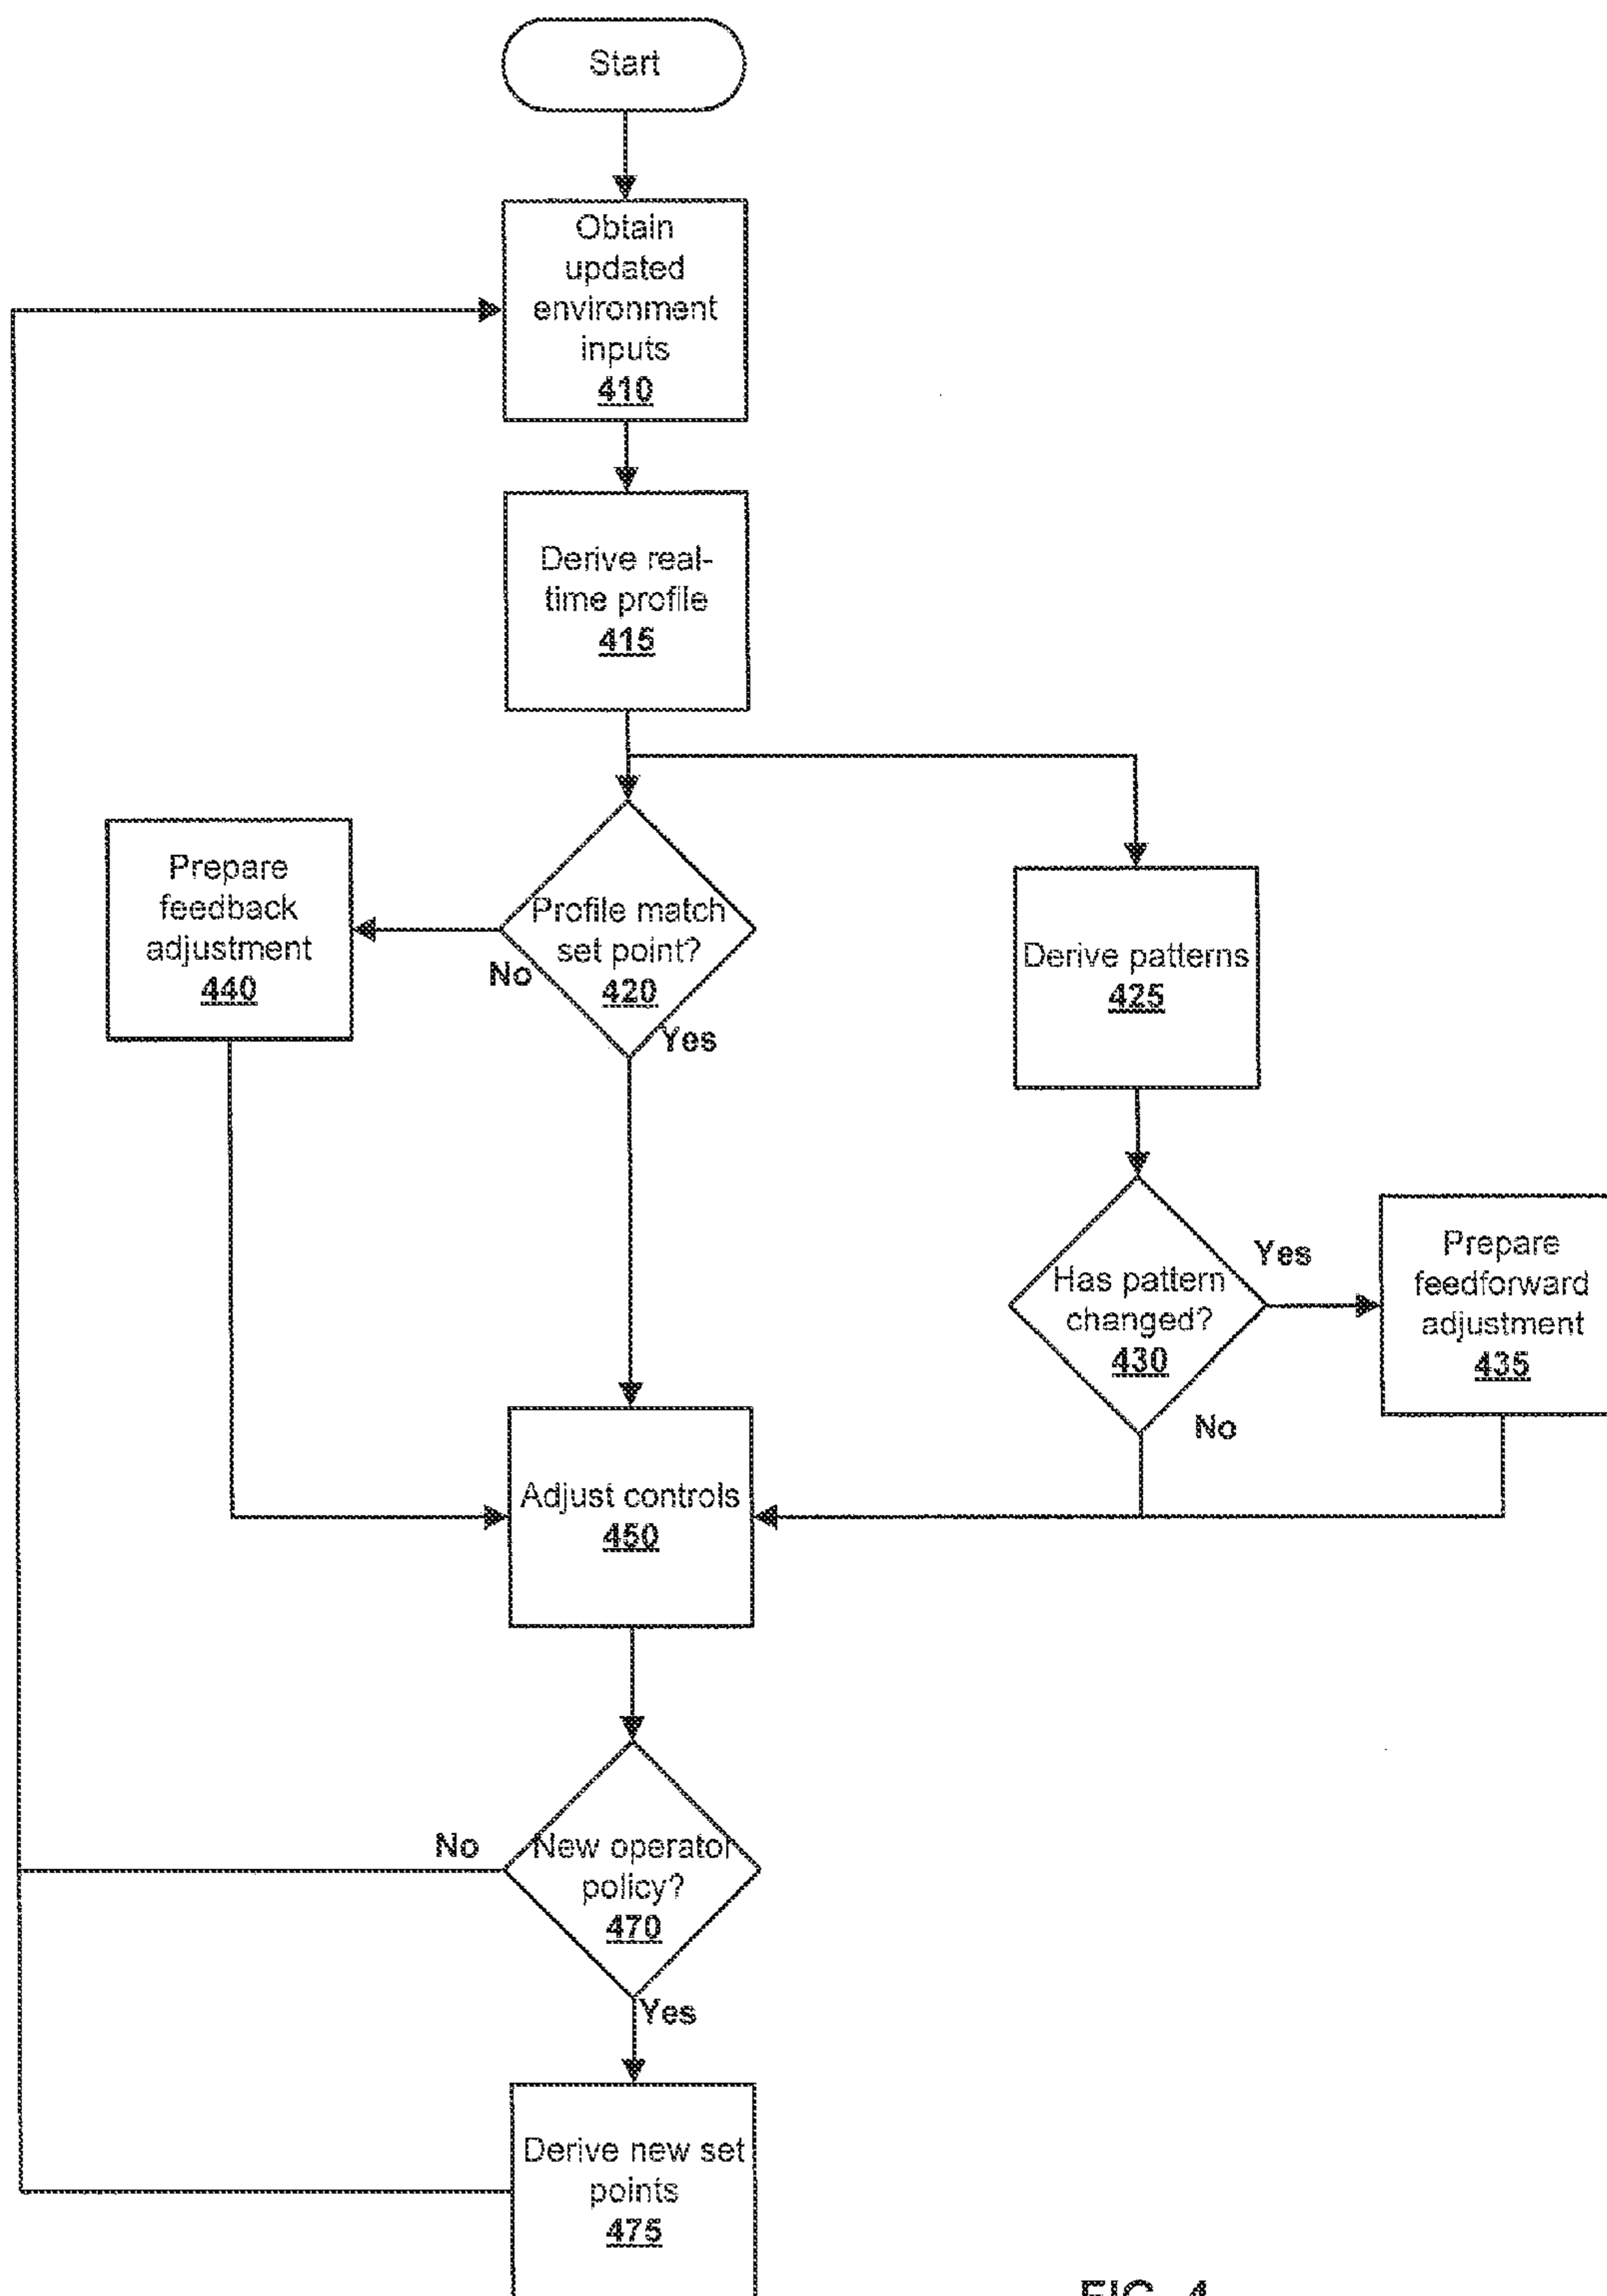 Start
Obtain
updated
environment
inputs
410
Derive real-
time profile
415
Prepare
feedback
adjustment
440
Profile match
set point?
420
No
Yes
Derive patterns
425
Has pattern
changed?
430
Yes
No
Prepare
feedforward
adjustment
435
Adjust controls
450
New operator
policy?
470
No
Yes
Derive new set
points
475
FIG. 4